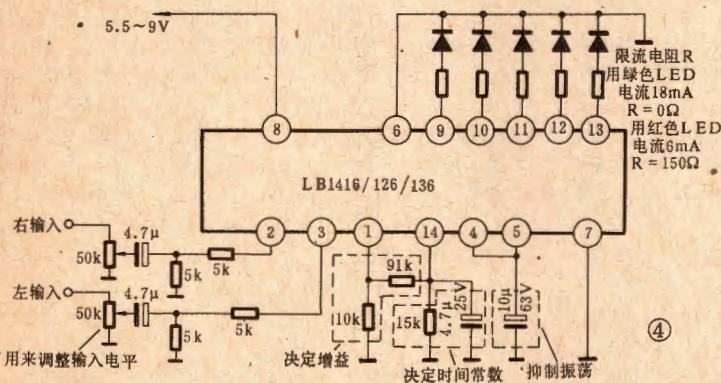 5.5~9V
限流电阻R
用绿色LED
电流18mA
R=0Ω
用红色LED
电流6mA
R=150Ω
8
6
9
10
11
12
13
LB1416/126/136
2
3
1
14
4
5
7
右输入
4.7μ
50k
5k
5k
左输入
4.7μ
50k
5k
5k
用来调整输入电平
91k
10k
15k
4.7μ
25V
10μ
63V
决定增益
决定时间常数
抑制振荡
④